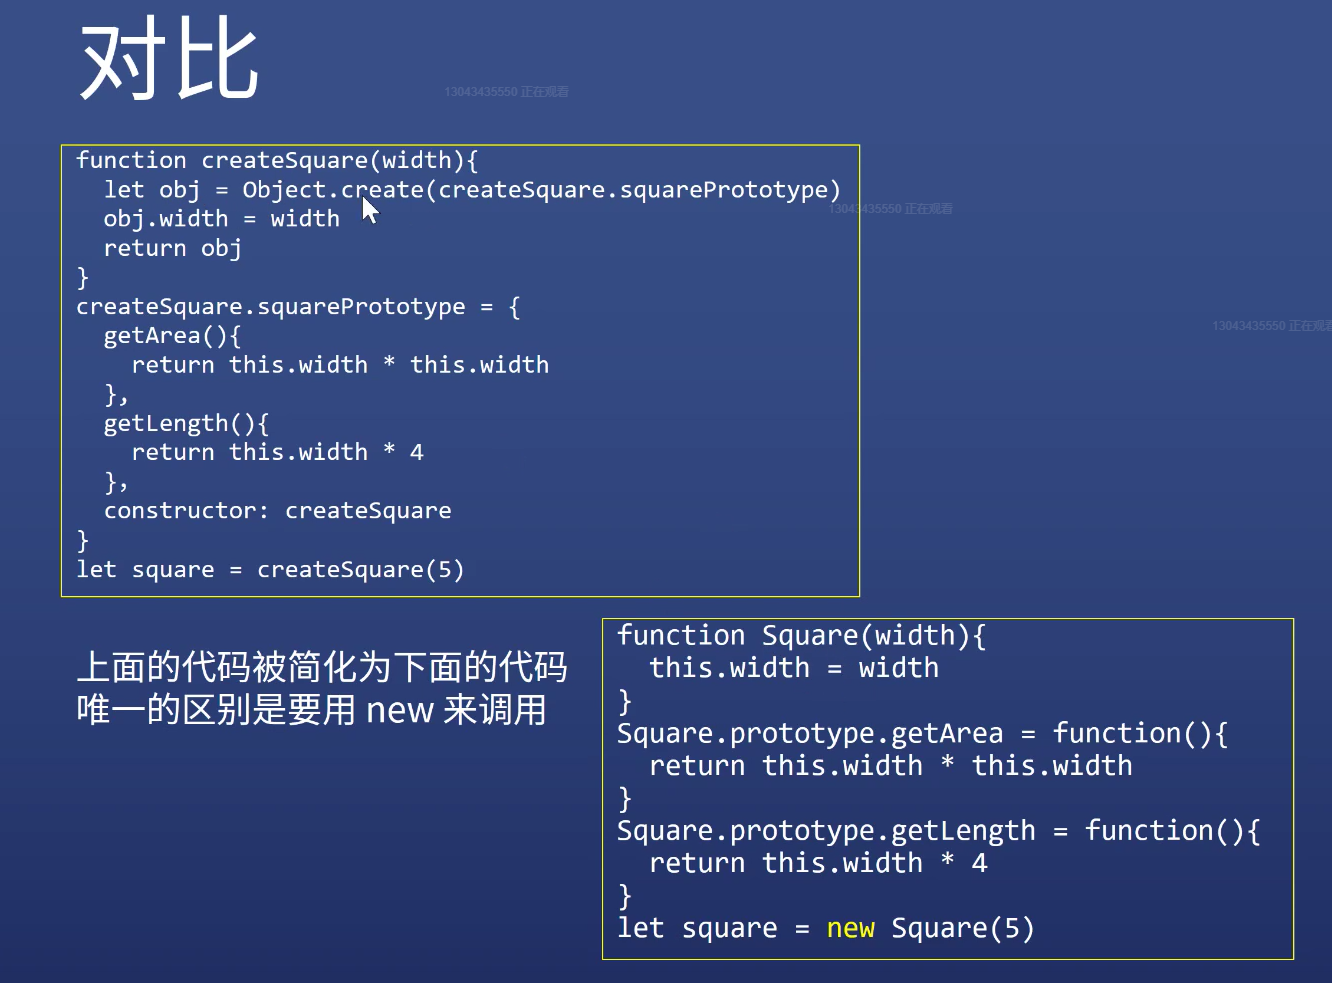 对比
13043435550 正在观看
function createSquare(width){
  let obj = Object.create(createSquare.squarePrototype)
13043435550 正在观看
  obj.width = width
  return obj
}
createSquare.squarePrototype = {
  getArea(){
13043435550 正在观看
    return this.width * this.width
  },
  getLength(){
    return this.width * 4
  },
  constructor: createSquare
}
let square = createSquare(5)
上面的代码被简化为下面的代码
唯一的区别是要用 new 来调用
function Square(width){
  this.width = width
}
Square.prototype.getArea = function(){
  return this.width * this.width
}
Square.prototype.getLength = function(){
  return this.width * 4
}
let square = new Square(5)